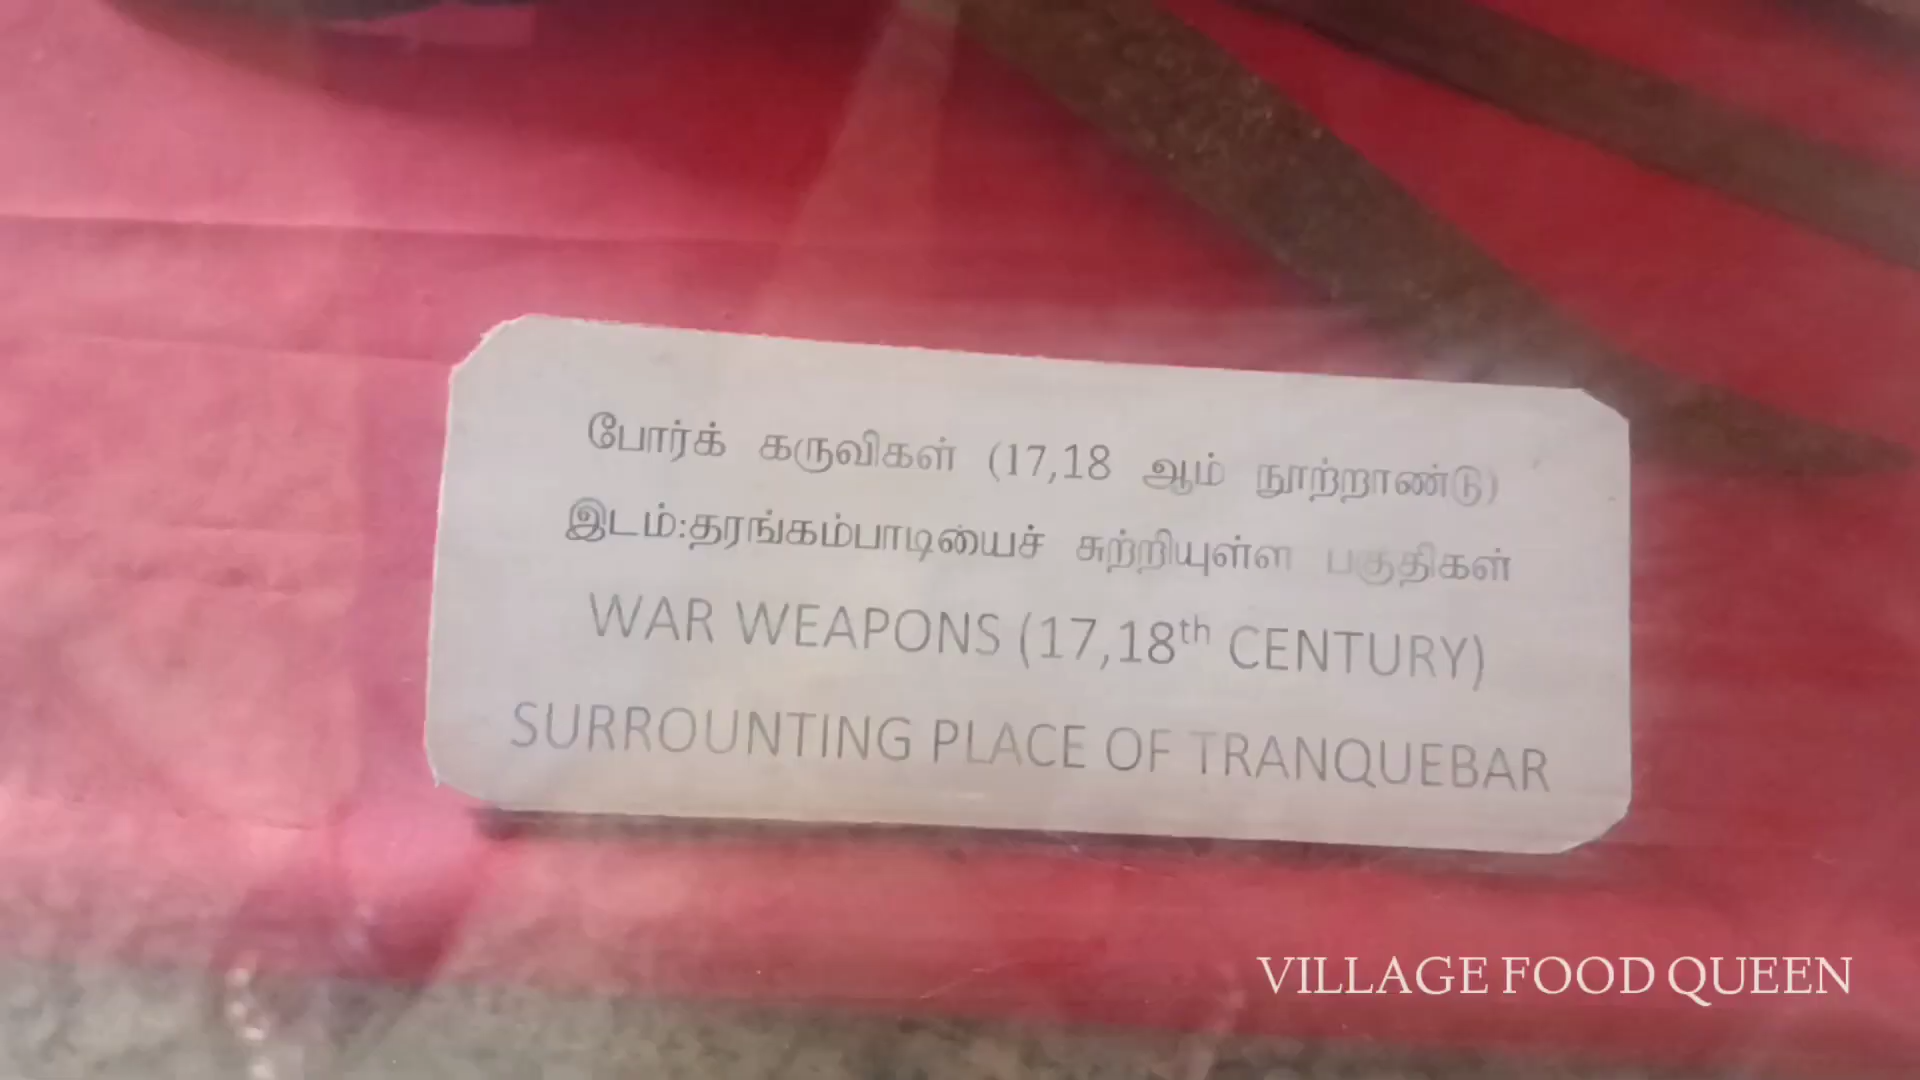 போர்க் கருவிகள் (17,18 ஆம் நூற்றாண்டு)
இடம்:தரங்கம்பாடியைச் சுற்றியுள்ள பகுதிகள்
WAR WEAPONS (17,18th CENTURY)
SURROUNTING PLACE OF TRANQUEBAR
VILLAGE FOOD QUEEN